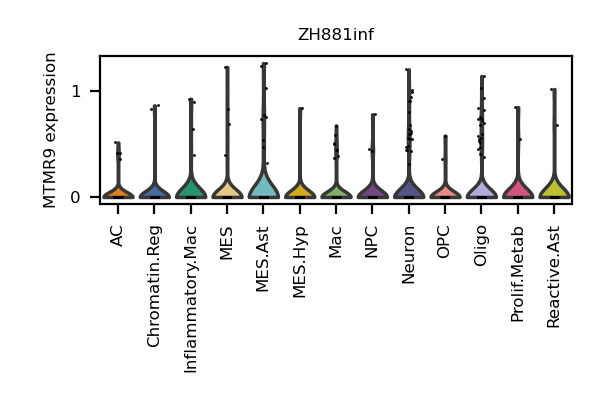 ZH881inf
MTMR9 expression
1
0
AC
Chromatin.Reg
Inflammatory.Mac
MES
MES.Ast
MES.Hyp
Mac
NPC
Neuron
OPC
Oligo
Prolif.Metab
Reactive.Ast